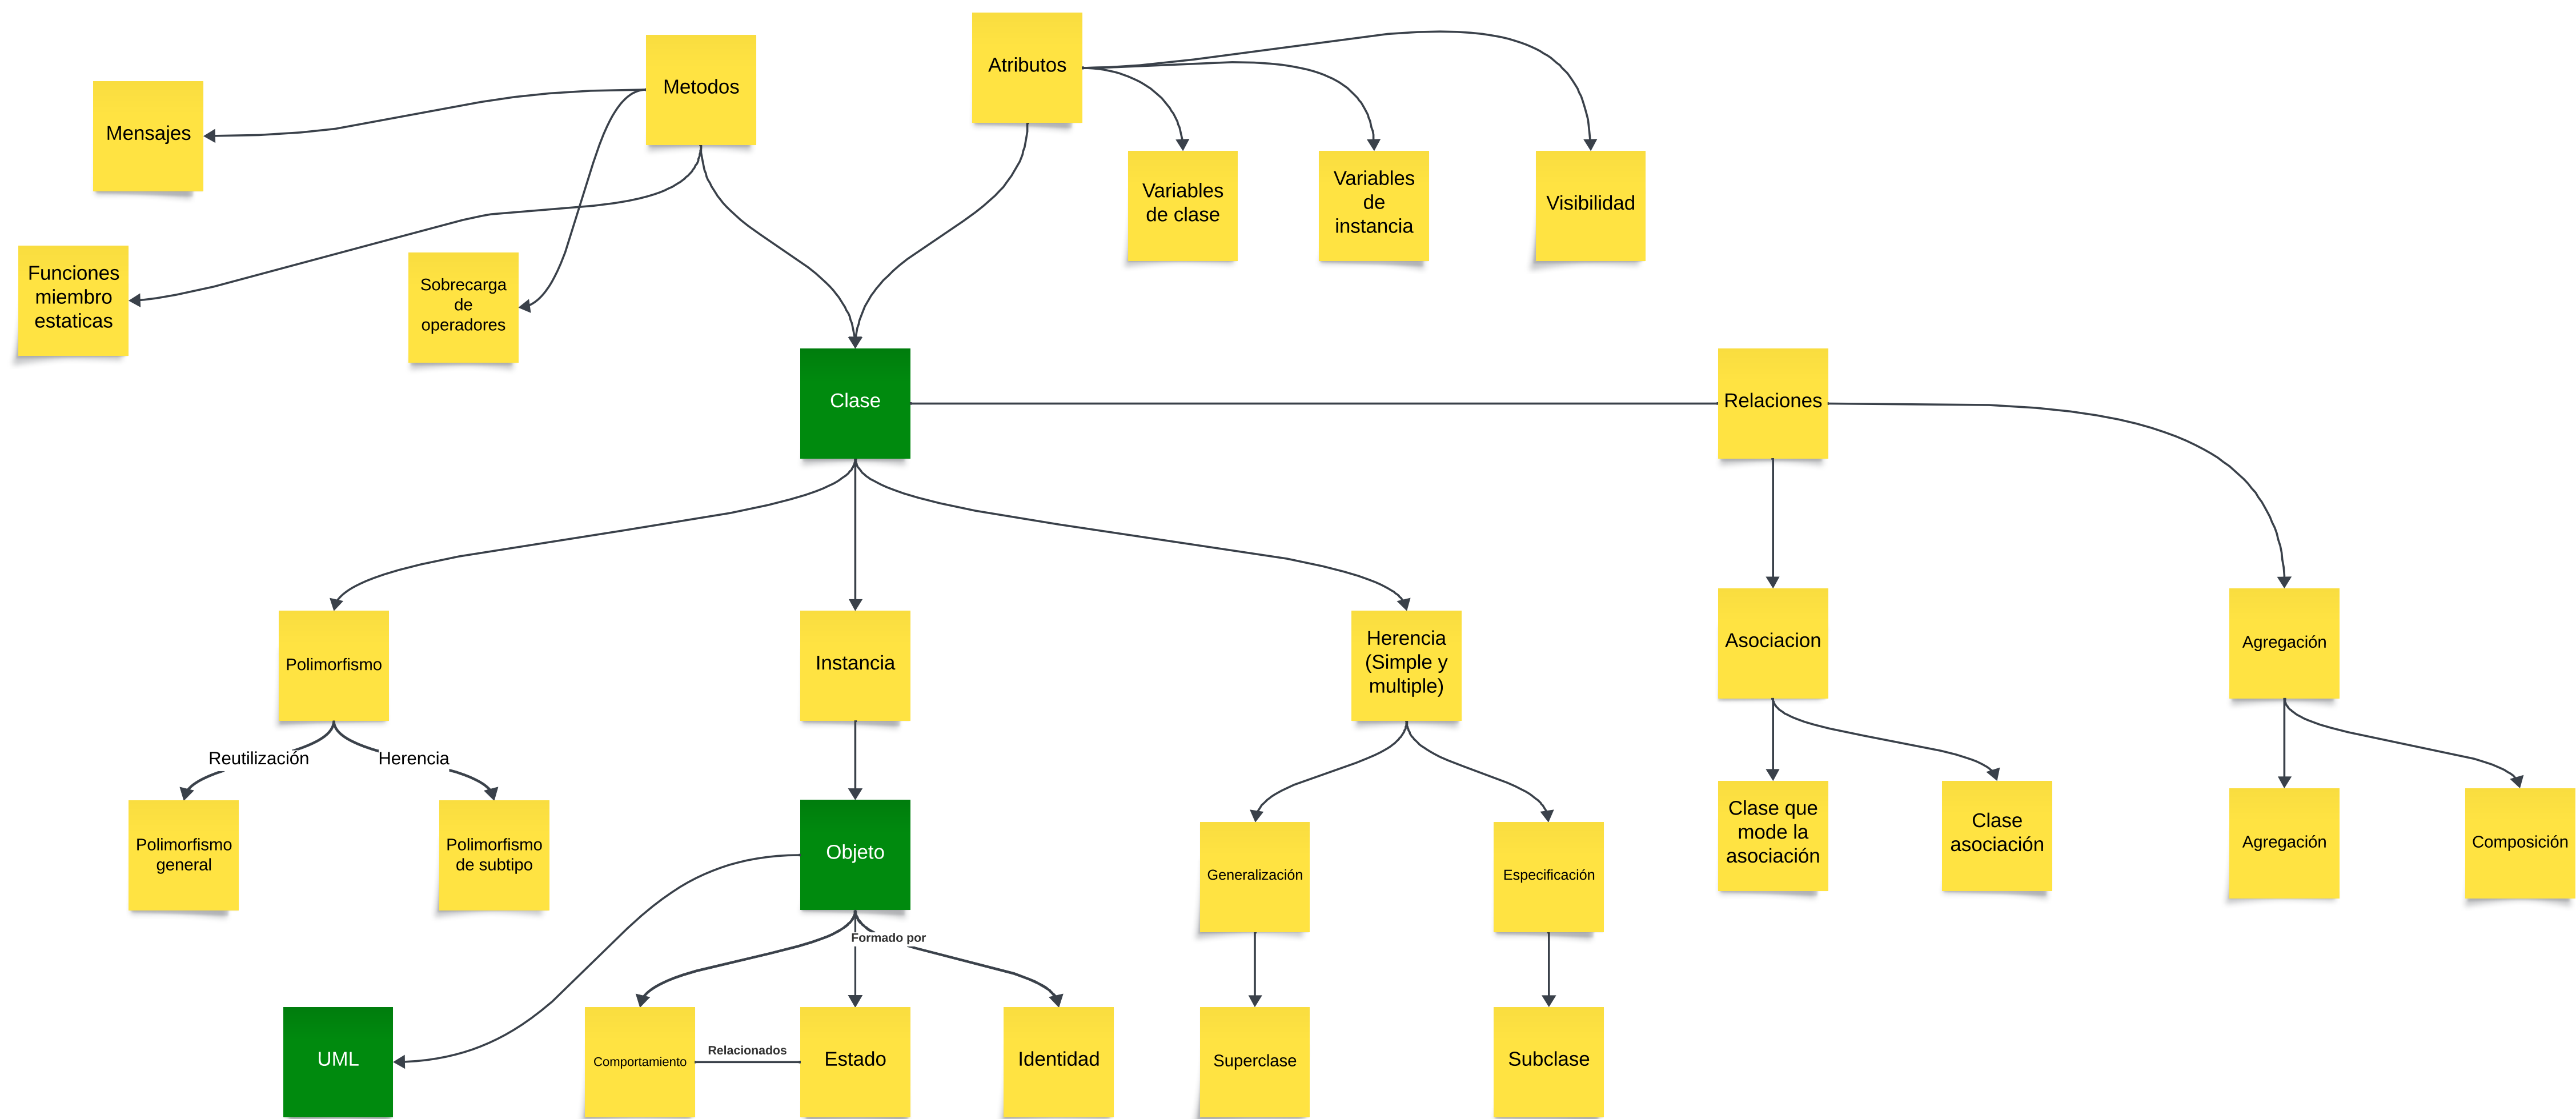 Atributos
Metodos
Mensajes
Variables
de clase
Variables
de
instancia
Visibilidad
Funciones
miembro
estaticas
Sobrecarga
de
operadores
Clase
Relaciones
Polimorfismo
Instancia
Herencia
(Simple y
multiple)
Asociacion
Agregación
Reutilización
Herencia
Polimorfismo
general
Polimorfismo
de subtipo
Objeto
Generalización
Especificación
Clase que
mode la
asociación
Clase
asociación
Agregación
Composición
Formado por
UML
Comportamiento
Relacionados
Estado
Identidad
Superclase
Subclase